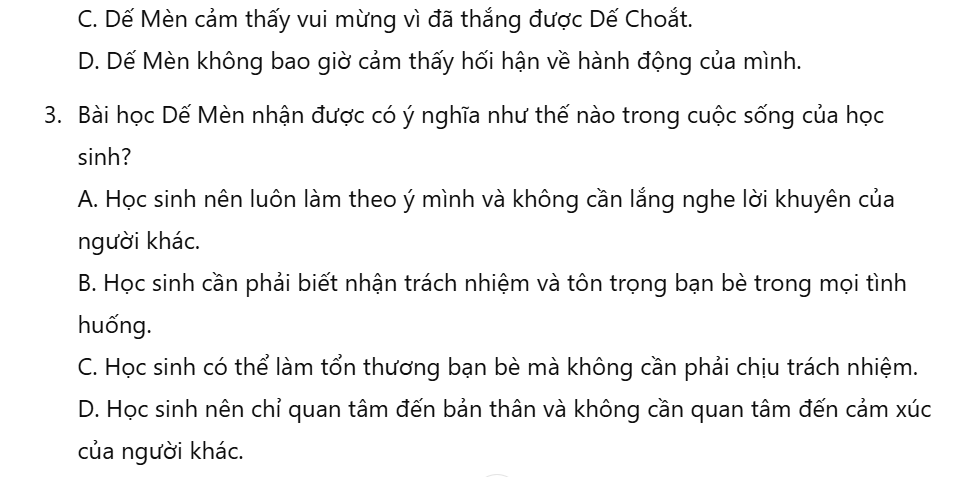 C. Dế Mèn cảm thấy vui mừng vì đã thắng được Dế Choắt.
D. Dế Mèn không bao giờ cảm thấy hối hận về hành động của mình.
3. Bài học Dế Mèn nhận được có ý nghĩa như thế nào trong cuộc sống của học
sinh?
A. Học sinh nên luôn làm theo ý mình và không cần lắng nghe lời khuyên của
người khác.
B. Học sinh cần phải biết nhận trách nhiệm và tôn trọng bạn bè trong mọi tình
huống.
C. Học sinh có thể làm tổn thương bạn bè mà không cần phải chịu trách nhiệm.
D. Học sinh nên chỉ quan tâm đến bản thân và không cần quan tâm đến cảm xúc
của người khác.